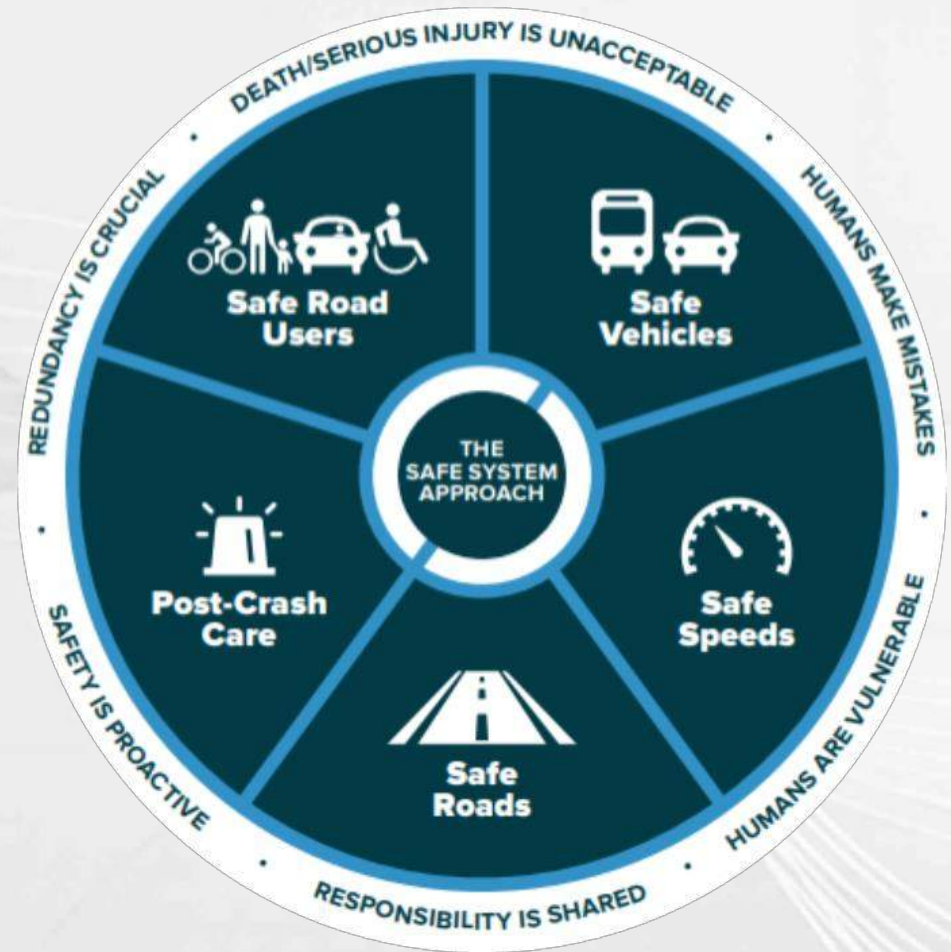 DEATH/SERIOUS INJURY IS UNACCEPTABLE
HUMANS MAKE MISTAKES
HUMANS ARE VULNERABLE
RESPONSIBILITY IS SHARED
SAFETY IS PROACTIVE
REDUNDANCY IS CRUCIAL
Safe Road
Users
Safe
Vehicles
THE
SAFE SYSTEM
APPROACH
Post-Crash
Care
Safe
Speeds
Safe
Roads